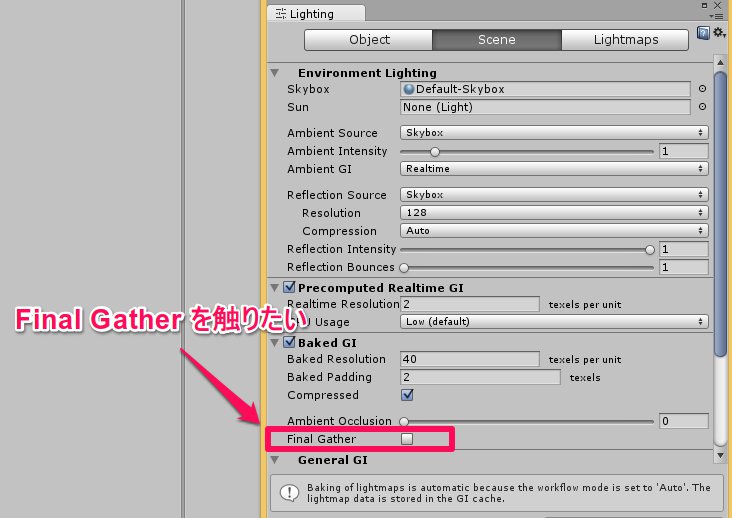 Lighting
Object Scene Lightmaps
Environment Lighting
Skybox Default-Skybox
Sun None (Light)
Ambient Source Skybox
Ambient Intensity 1
Ambient GI Realtime
Reflection Source Skybox
Resolution 128
Compression Auto
Reflection Intensity 1
Reflection Bounces 1
Precomputed Realtime GI
Realtime Resolution 2 texels per unit
Final Gather を触りたい
Usage Low (default)
Baked GI
Baked Resolution 40 texels per unit
Baked Padding 2 texels
Compressed
Ambient Occlusion 0
Final Gather
General GI
Baking of lightmaps is automatic because the workflow mode is set to 'Auto'. The
lightmap data is stored in the GI cache.